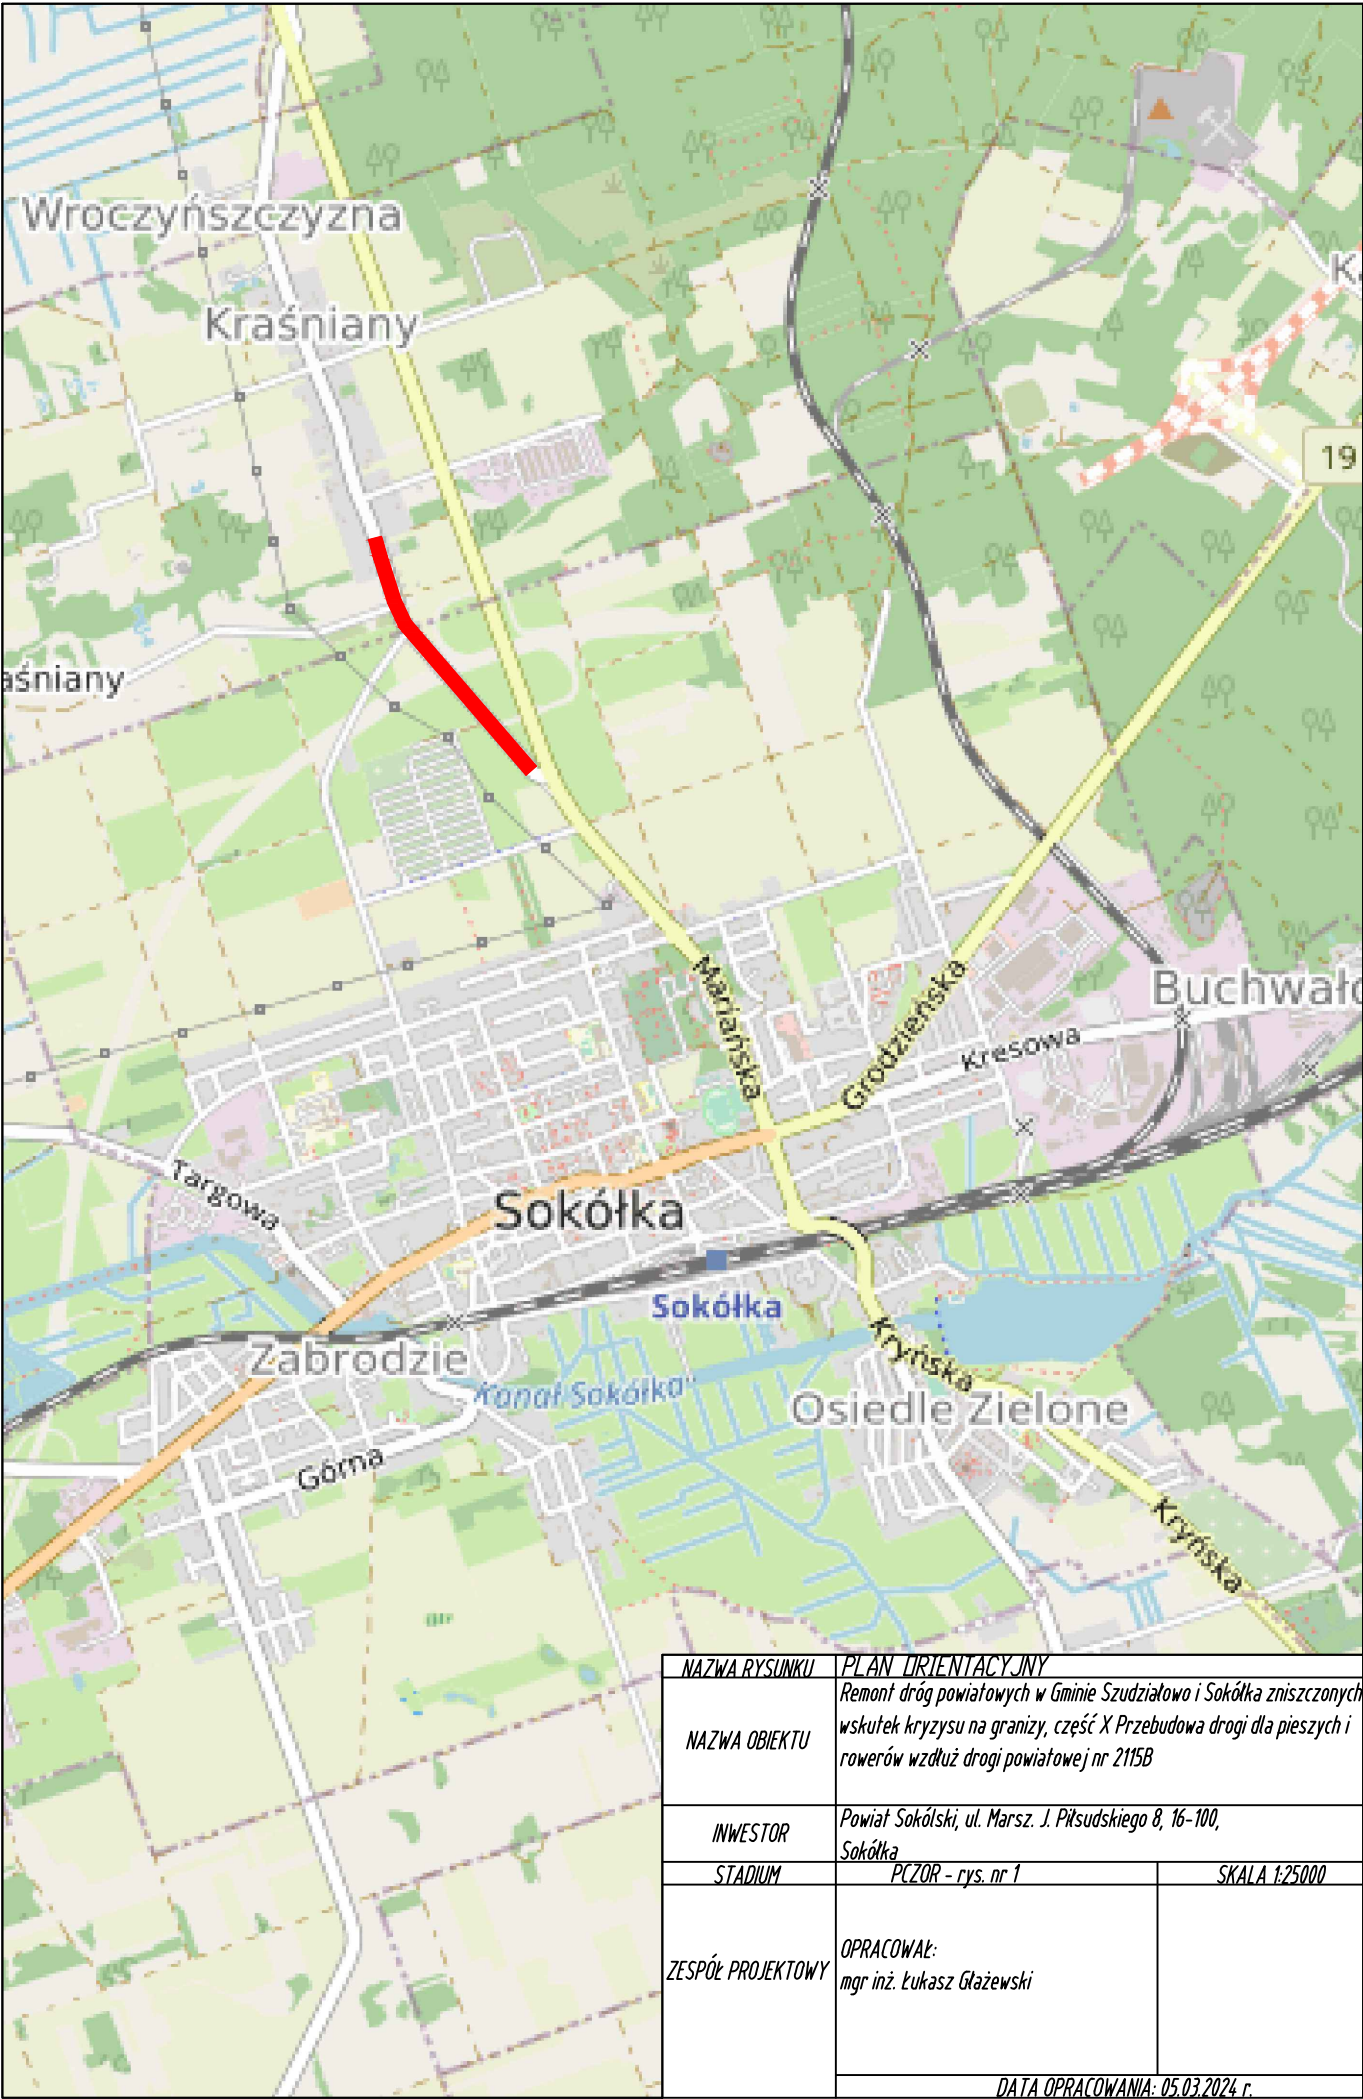 Wroczyńszczyzna
Kraśniany
19
aśniany
Mariańska
Grodzieńska
Kresowa
Buchwało
Targowa
Sokółka
Sokółka
Zabrodzie
"Kanał Sokółka"
Kryńska
Osiedle Zielone
Górna
Kryńska
NAZWA RYSUNKU PLAN ORIENTACYJNY
NAZWA OBIEKTU
Remont dróg powiatowych w Gminie Szudziałowo i Sokółka zniszczonych
wskutek kryzysu na granizy, część X Przebudowa drogi dla pieszych i
rowerów wzdłuż drogi powiatowej nr 2115B
INWESTOR
Powiat Sokólski, ul. Marsz. J. Piłsudskiego 8, 16-100,
Sokółka
STADIUM PCZOR - rys. nr 1 SKALA 1:25000
ZESPÓŁ PROJEKTOWY
OPRACOWAŁ:
mgr inż. Łukasz Głażewski
DATA OPRACOWANIA: 05.03.2024 r.